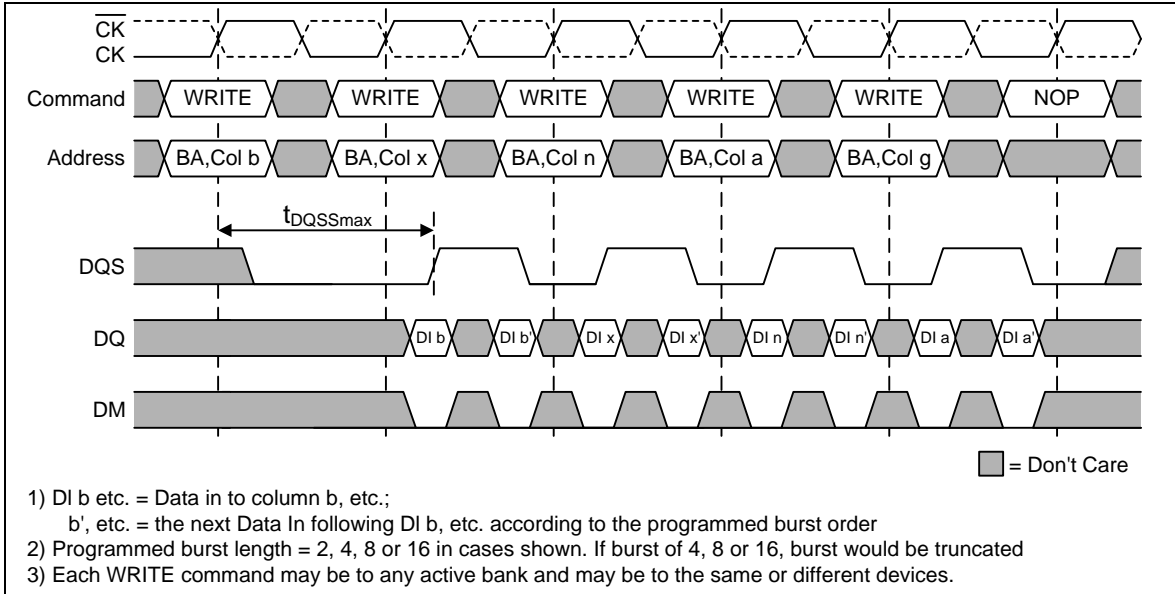 CK
CK
Command WRITE WRITE WRITE WRITE WRITE NOP
Address BA,Col b BA,Col x BA,Col n BA,Col a BA,Col g
tDQSSmax
DQS
DQ DI b DI b' DI x DI x' DI n DI n' DI a DI a'
DM
= Don't Care
1) DI b etc. = Data in to column b, etc.;
b', etc. = the next Data In following DI b, etc. according to the programmed burst order
2) Programmed burst length = 2, 4, 8 or 16 in cases shown. If burst of 4, 8 or 16, burst would be truncated
3) Each WRITE command may be to any active bank and may be to the same or different devices.